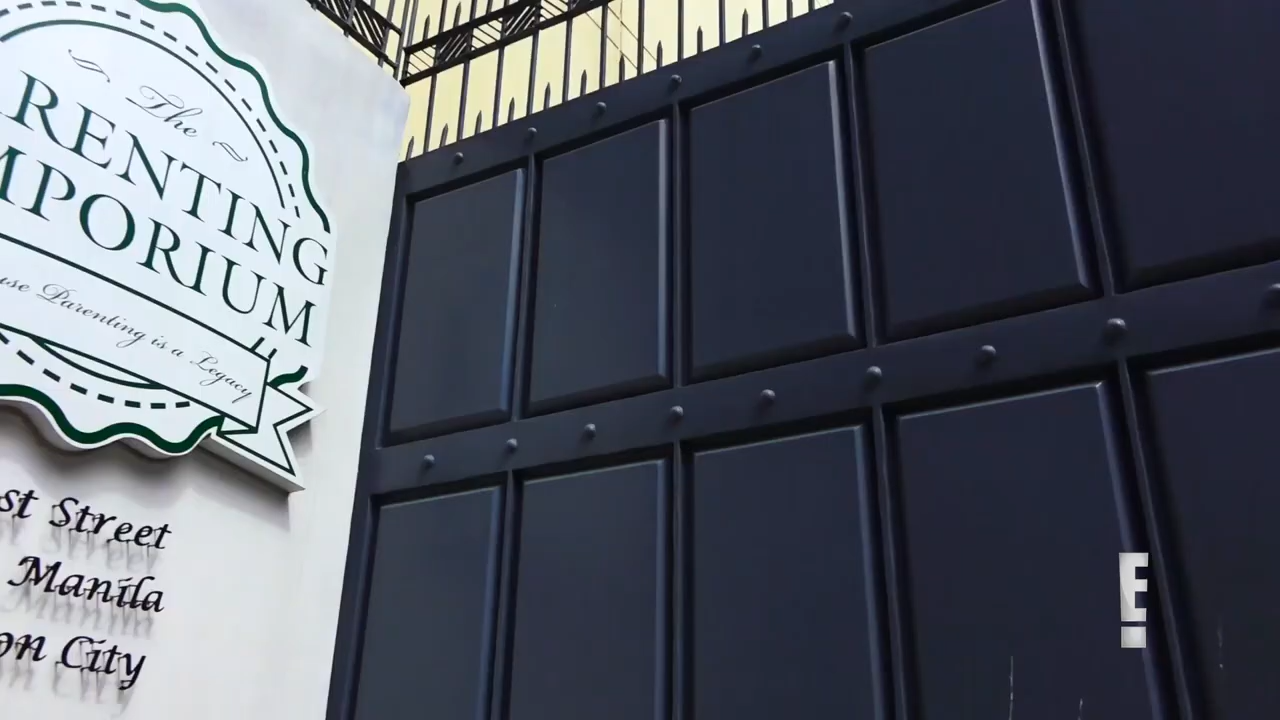 The
RENTING
MPORIUM
use Parenting is a Legacy
st Street
Manila
on City
E!